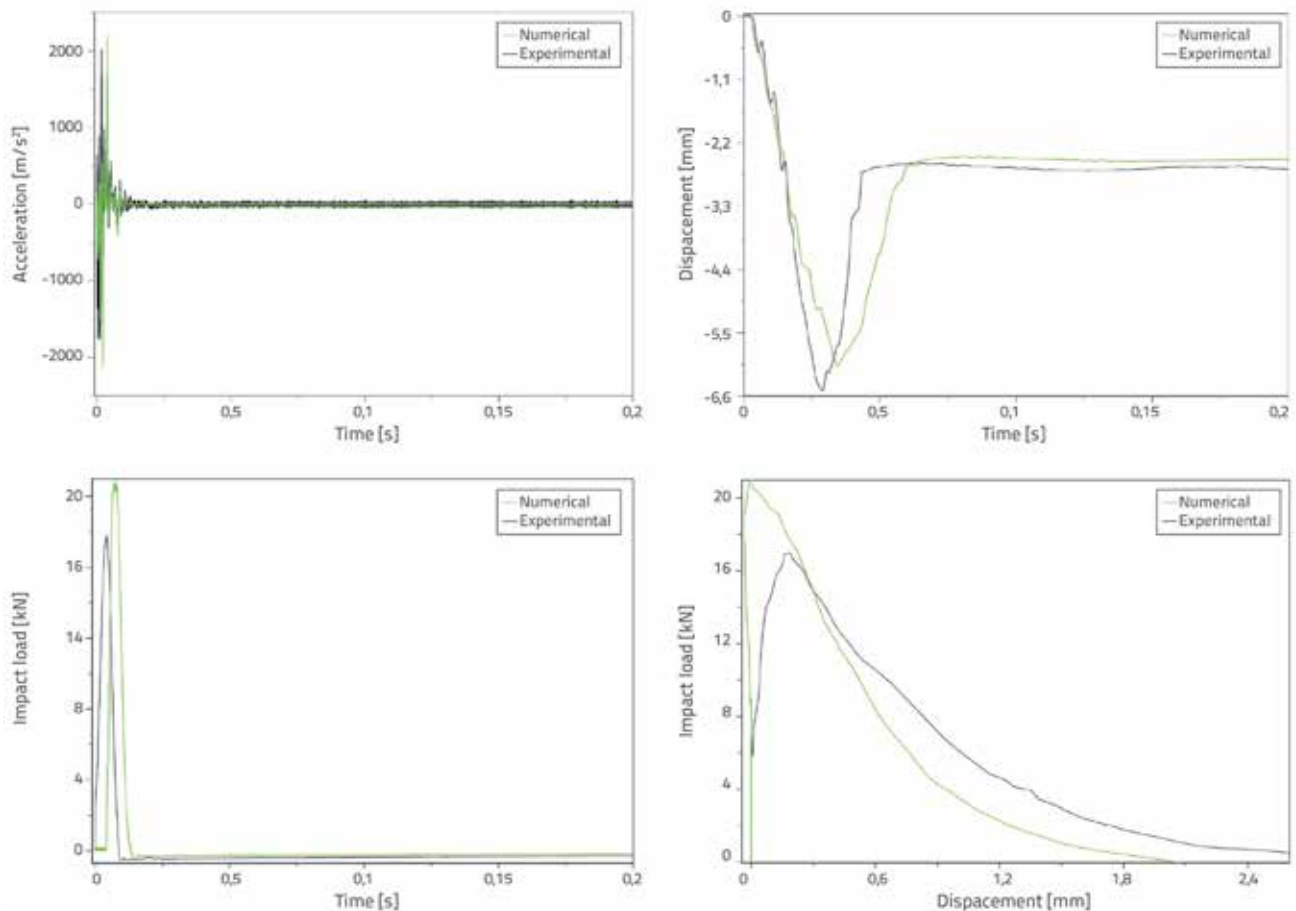 Numerical
Experimental
2000
1000
0
-1000
-2000
Acceleration [m/s²]
0
0,5
0,1
0,15
0,2
Time [s]
Numerical
Experimental
0
-1,1
-2,2
-3,3
-4,4
-5,5
-6,6
Dispacement [mm]
0
0,5
0,1
0,15
0,2
Time [s]
Numerical
Experimental
20
16
14
8
4
0
Impact load [kN]
0
0,5
0,1
0,15
0,2
Time [s]
Numerical
Experimental
20
16
12
8
4
0
Impact load [kN]
0
0,6
1,2
1,8
2,4
Dispacement [mm]